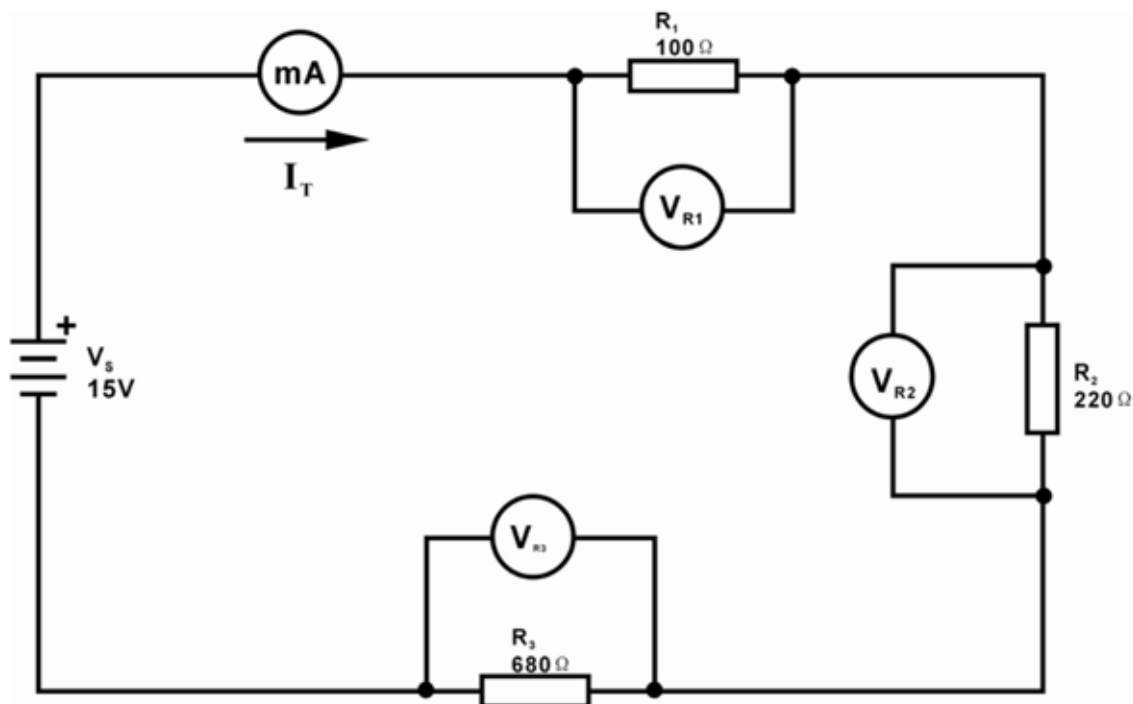 mA
I_T
R₁
100 Ω
V_R1
+
V_S
15V
V_R2
R₂
220 Ω
V_R3
R₃
680 Ω